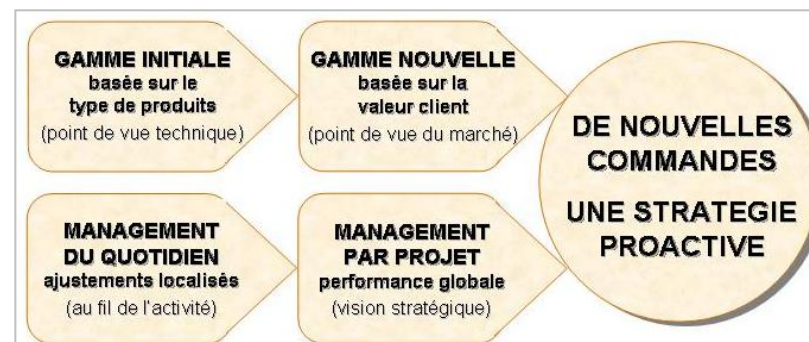 GAMME INITIALE
basée sur le
type de produits
(point de vue technique)
GAMME NOUVELLE
basée sur la
valeur client
(point de vue du marché)
MANAGEMENT
DU QUOTIDIEN
ajustements localisés
(au fil de l'activité)
MANAGEMENT
PAR PROJET
performance globale
(vision stratégique)
DE NOUVELLES
COMMANDES
UNE STRATEGIE
PROACTIVE